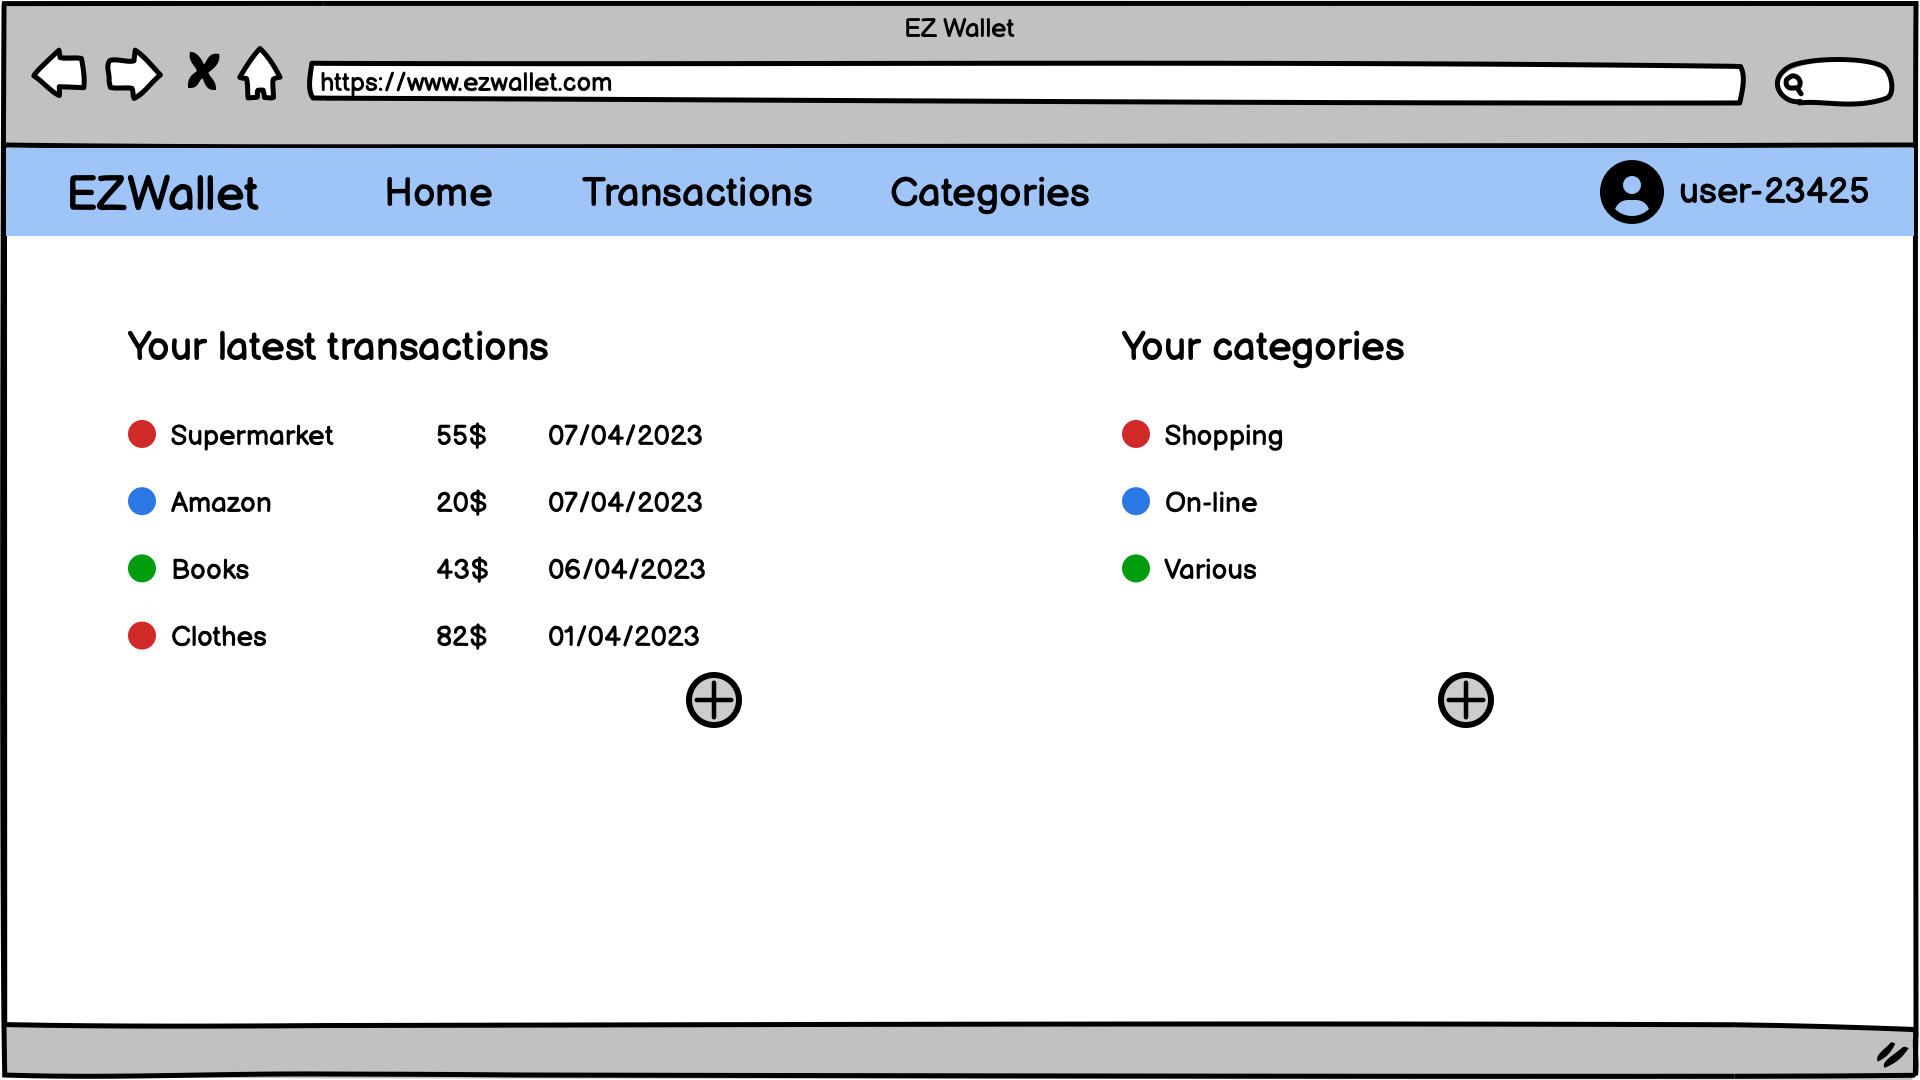 EZ Wallet
https://www.ezwallet.com
EZWallet Home Transactions Categories user-23425
Your latest transactions
Supermarket 55$ 07/04/2023
Amazon 20$ 07/04/2023
Books 43$ 06/04/2023
Clothes 82$ 01/04/2023
Your categories
Shopping
On-line
Various